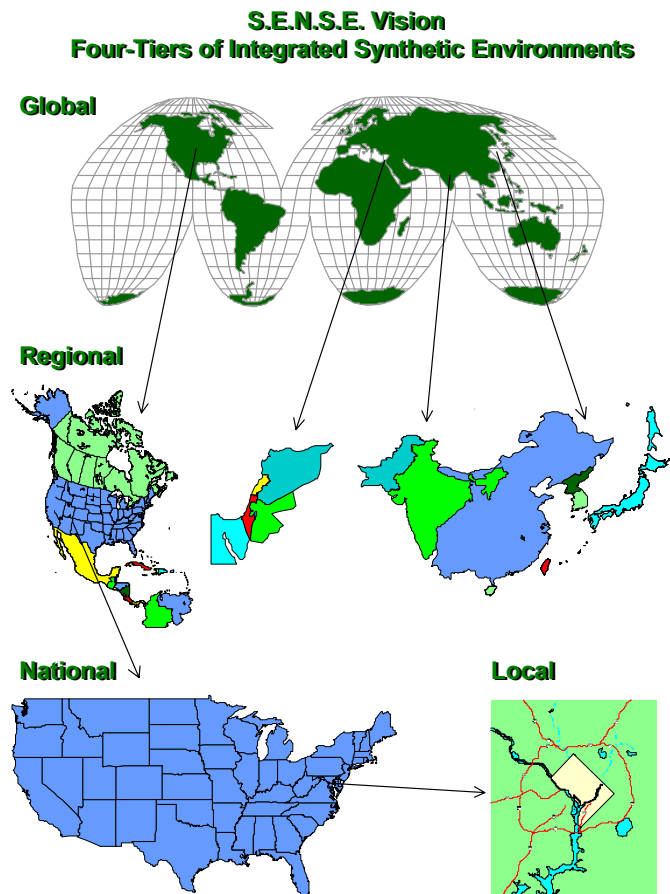 S.E.N.S.E. Vision
Four-Tiers of Integrated Synthetic Environments
Global
Regional
National
Local